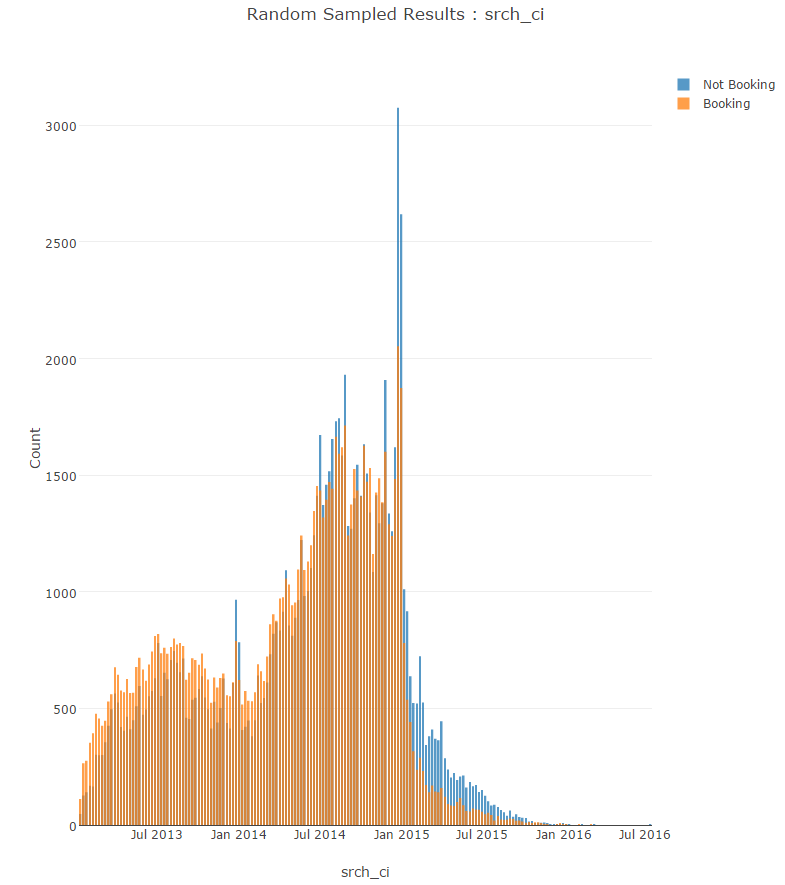 Random Sampled Results : srch_ci
Not Booking
Booking
3000
2500
2000
1500
1000
500
0
Count
Jul 2013 Jan 2014 Jul 2014 Jan 2015 Jul 2015 Jan 2016 Jul 2016
srch_ci